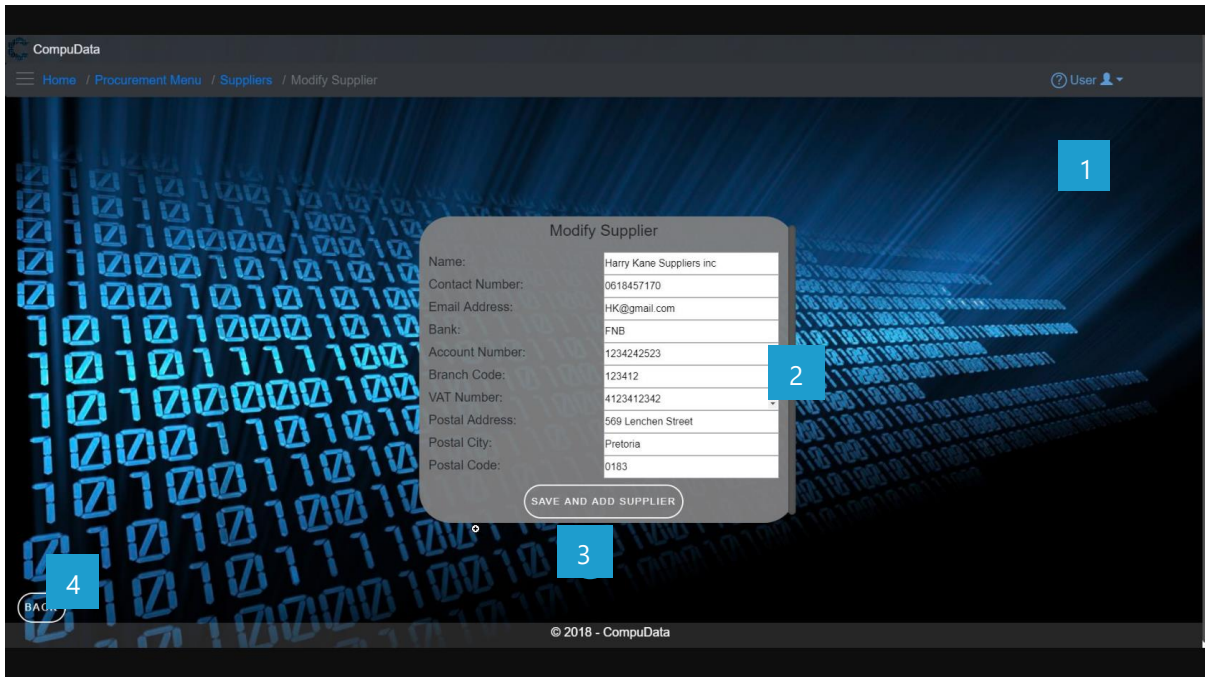 CompuData
Home / Procurement Menu / Suppliers / Modify Supplier
User
1
Modify Supplier
Name: Harry Kane Suppliers inc
Contact Number: 0618457170
Email Address: HK@gmail.com
Bank: FNB
Account Number: 1234242523
Branch Code: 123412
2
VAT Number: 4123412342
Postal Address: 569 Lenchen Street
Postal City: Pretoria
Postal Code: 0183
SAVE AND ADD SUPPLIER
3
4
BACK
© 2018 - CompuData